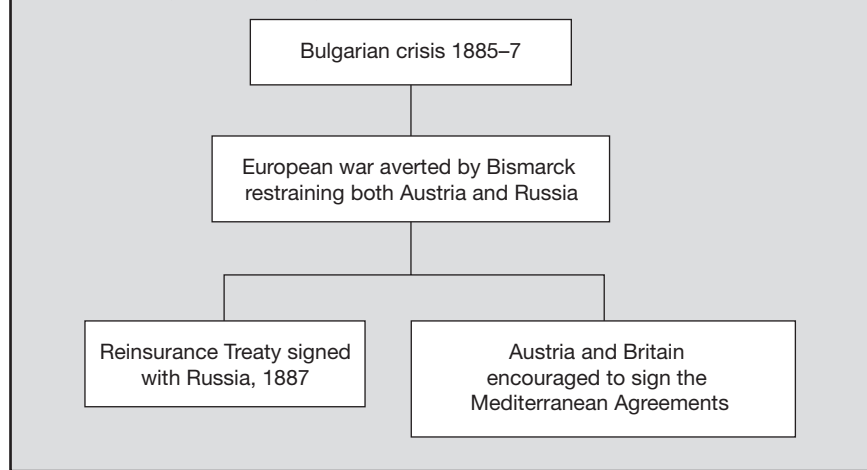 Bulgarian crisis 1885–7
European war averted by Bismarck
restraining both Austria and Russia
Reinsurance Treaty signed
with Russia, 1887
Austria and Britain
encouraged to sign the
Mediterranean Agreements